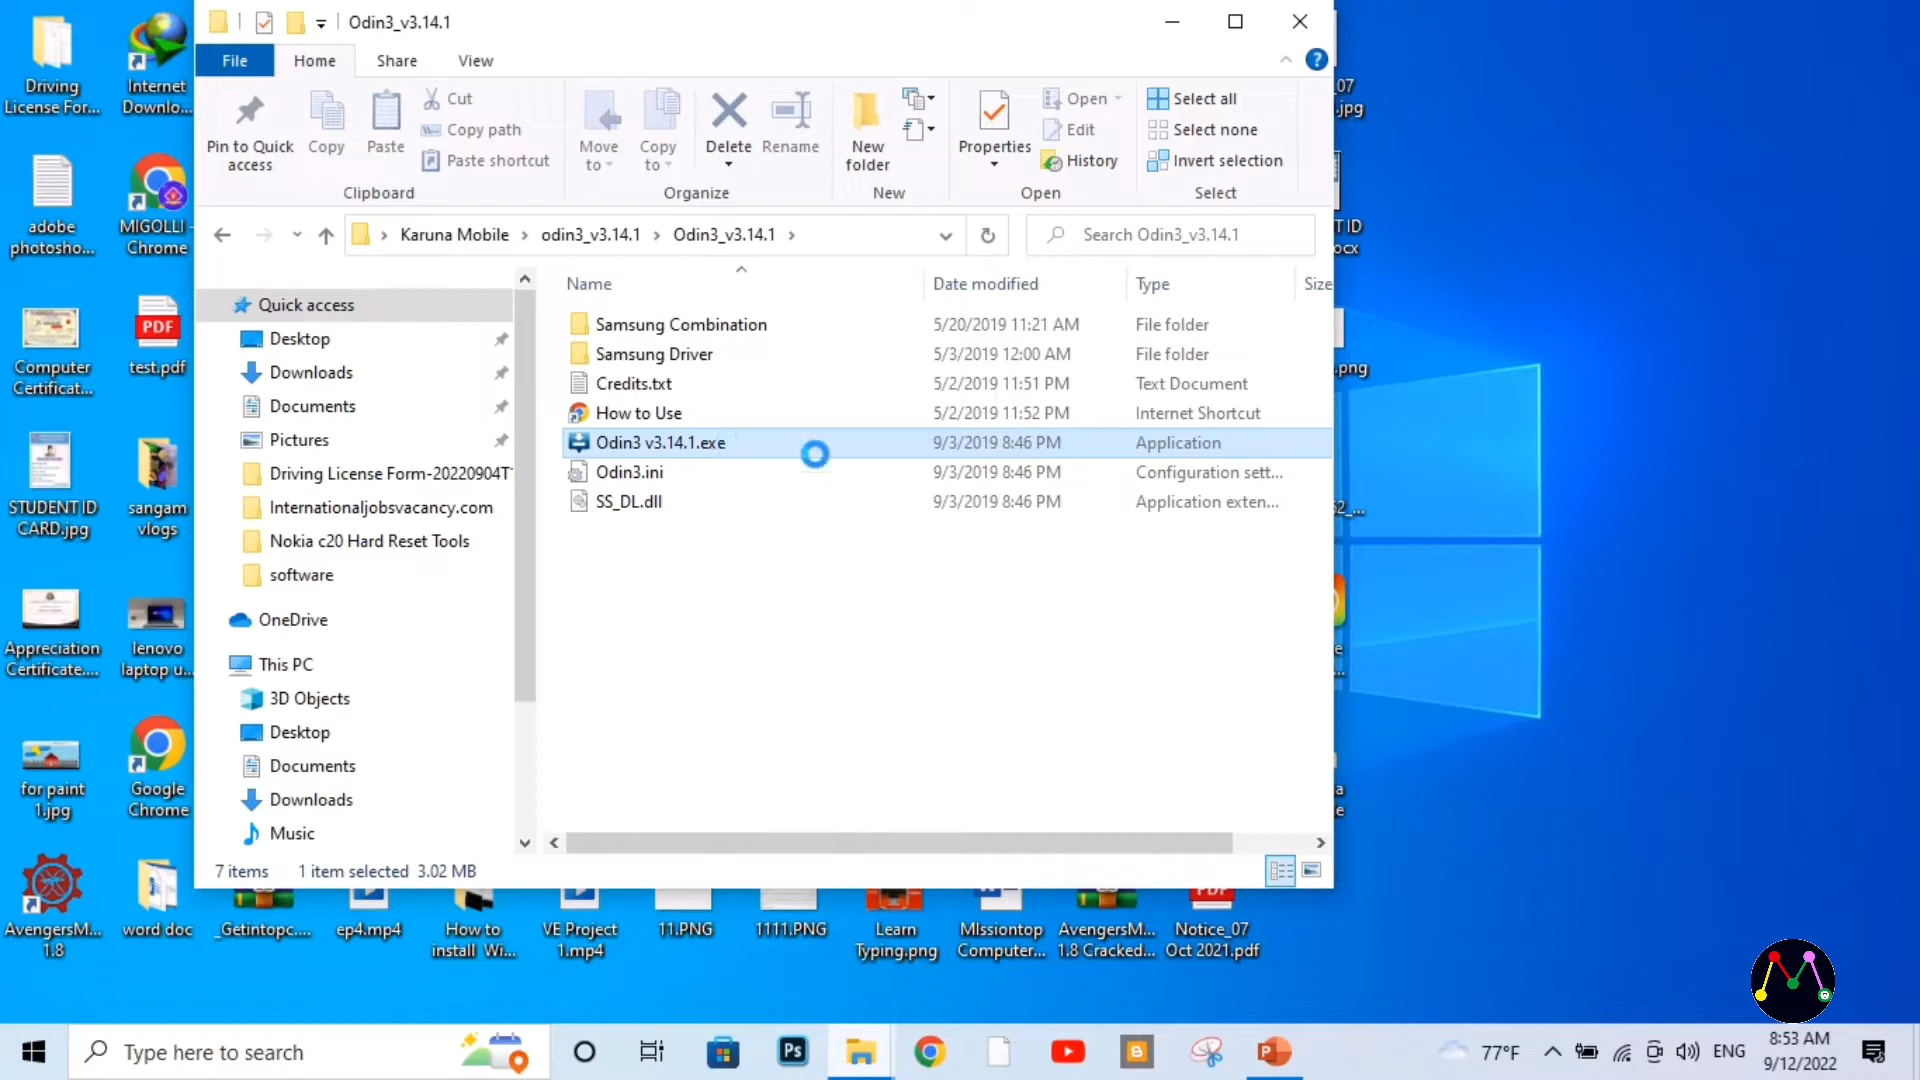 Odin3_v3.14.1
File
Home
Share
View
Pin to Quick
access
Copy
Paste
Cut
Copy path
Paste shortcut
Clipboard
Move
to
Copy
to
Delete
Rename
Organize
New
folder
New
Properties
Open
Edit
History
Open
Select all
Select none
Invert selection
Select
Karuna Mobile
odin3_v3.14.1
Odin3_v3.14.1
Search Odin3_v3.14.1
Quick access
Desktop
Downloads
Documents
Pictures
Driving License Form-20220904T
Internationaljobsvacancy.com
Nokia c20 Hard Reset Tools
software
OneDrive
This PC
3D Objects
Desktop
Documents
Downloads
Music
Name Date modified Type Size
Samsung Combination 5/20/2019 11:21 AM File folder
Samsung Driver 5/3/2019 12:00 AM File folder
Credits.txt 5/2/2019 11:51 PM Text Document
How to Use 5/2/2019 11:52 PM Internet Shortcut
Odin3 v3.14.1.exe 9/3/2019 8:46 PM Application
Odin3.ini 9/3/2019 8:46 PM Configuration sett...
SS_DL.dll 9/3/2019 8:46 PM Application exten...
7 items 1 item selected 3.02 MB
Driving
License For...
Internet
Downlo...
adobe
photosho...
MIGOLLI -
Chrome
Computer
Certificat...
PDF
test.pdf
STUDENT ID
CARD.jpg
sangam
vlogs
Appreciation
Certificate....
lenovo
laptop u...
for paint
1.jpg
Google
Chrome
AvengersM...
1.8
word doc
_Getintopc....
ep4.mp4
How to
install Wi...
VE Project
1.mp4
11.PNG
1111.PNG
Learn
Typing.png
MIssiontop
Computer...
AvengersM...
1.8 Cracked...
PDF
Notice_07
Oct 2021.pdf
_07
.jpg
T ID
ocx
.png
Type here to search
Ps
77°F
ENG
8:53 AM
9/12/2022